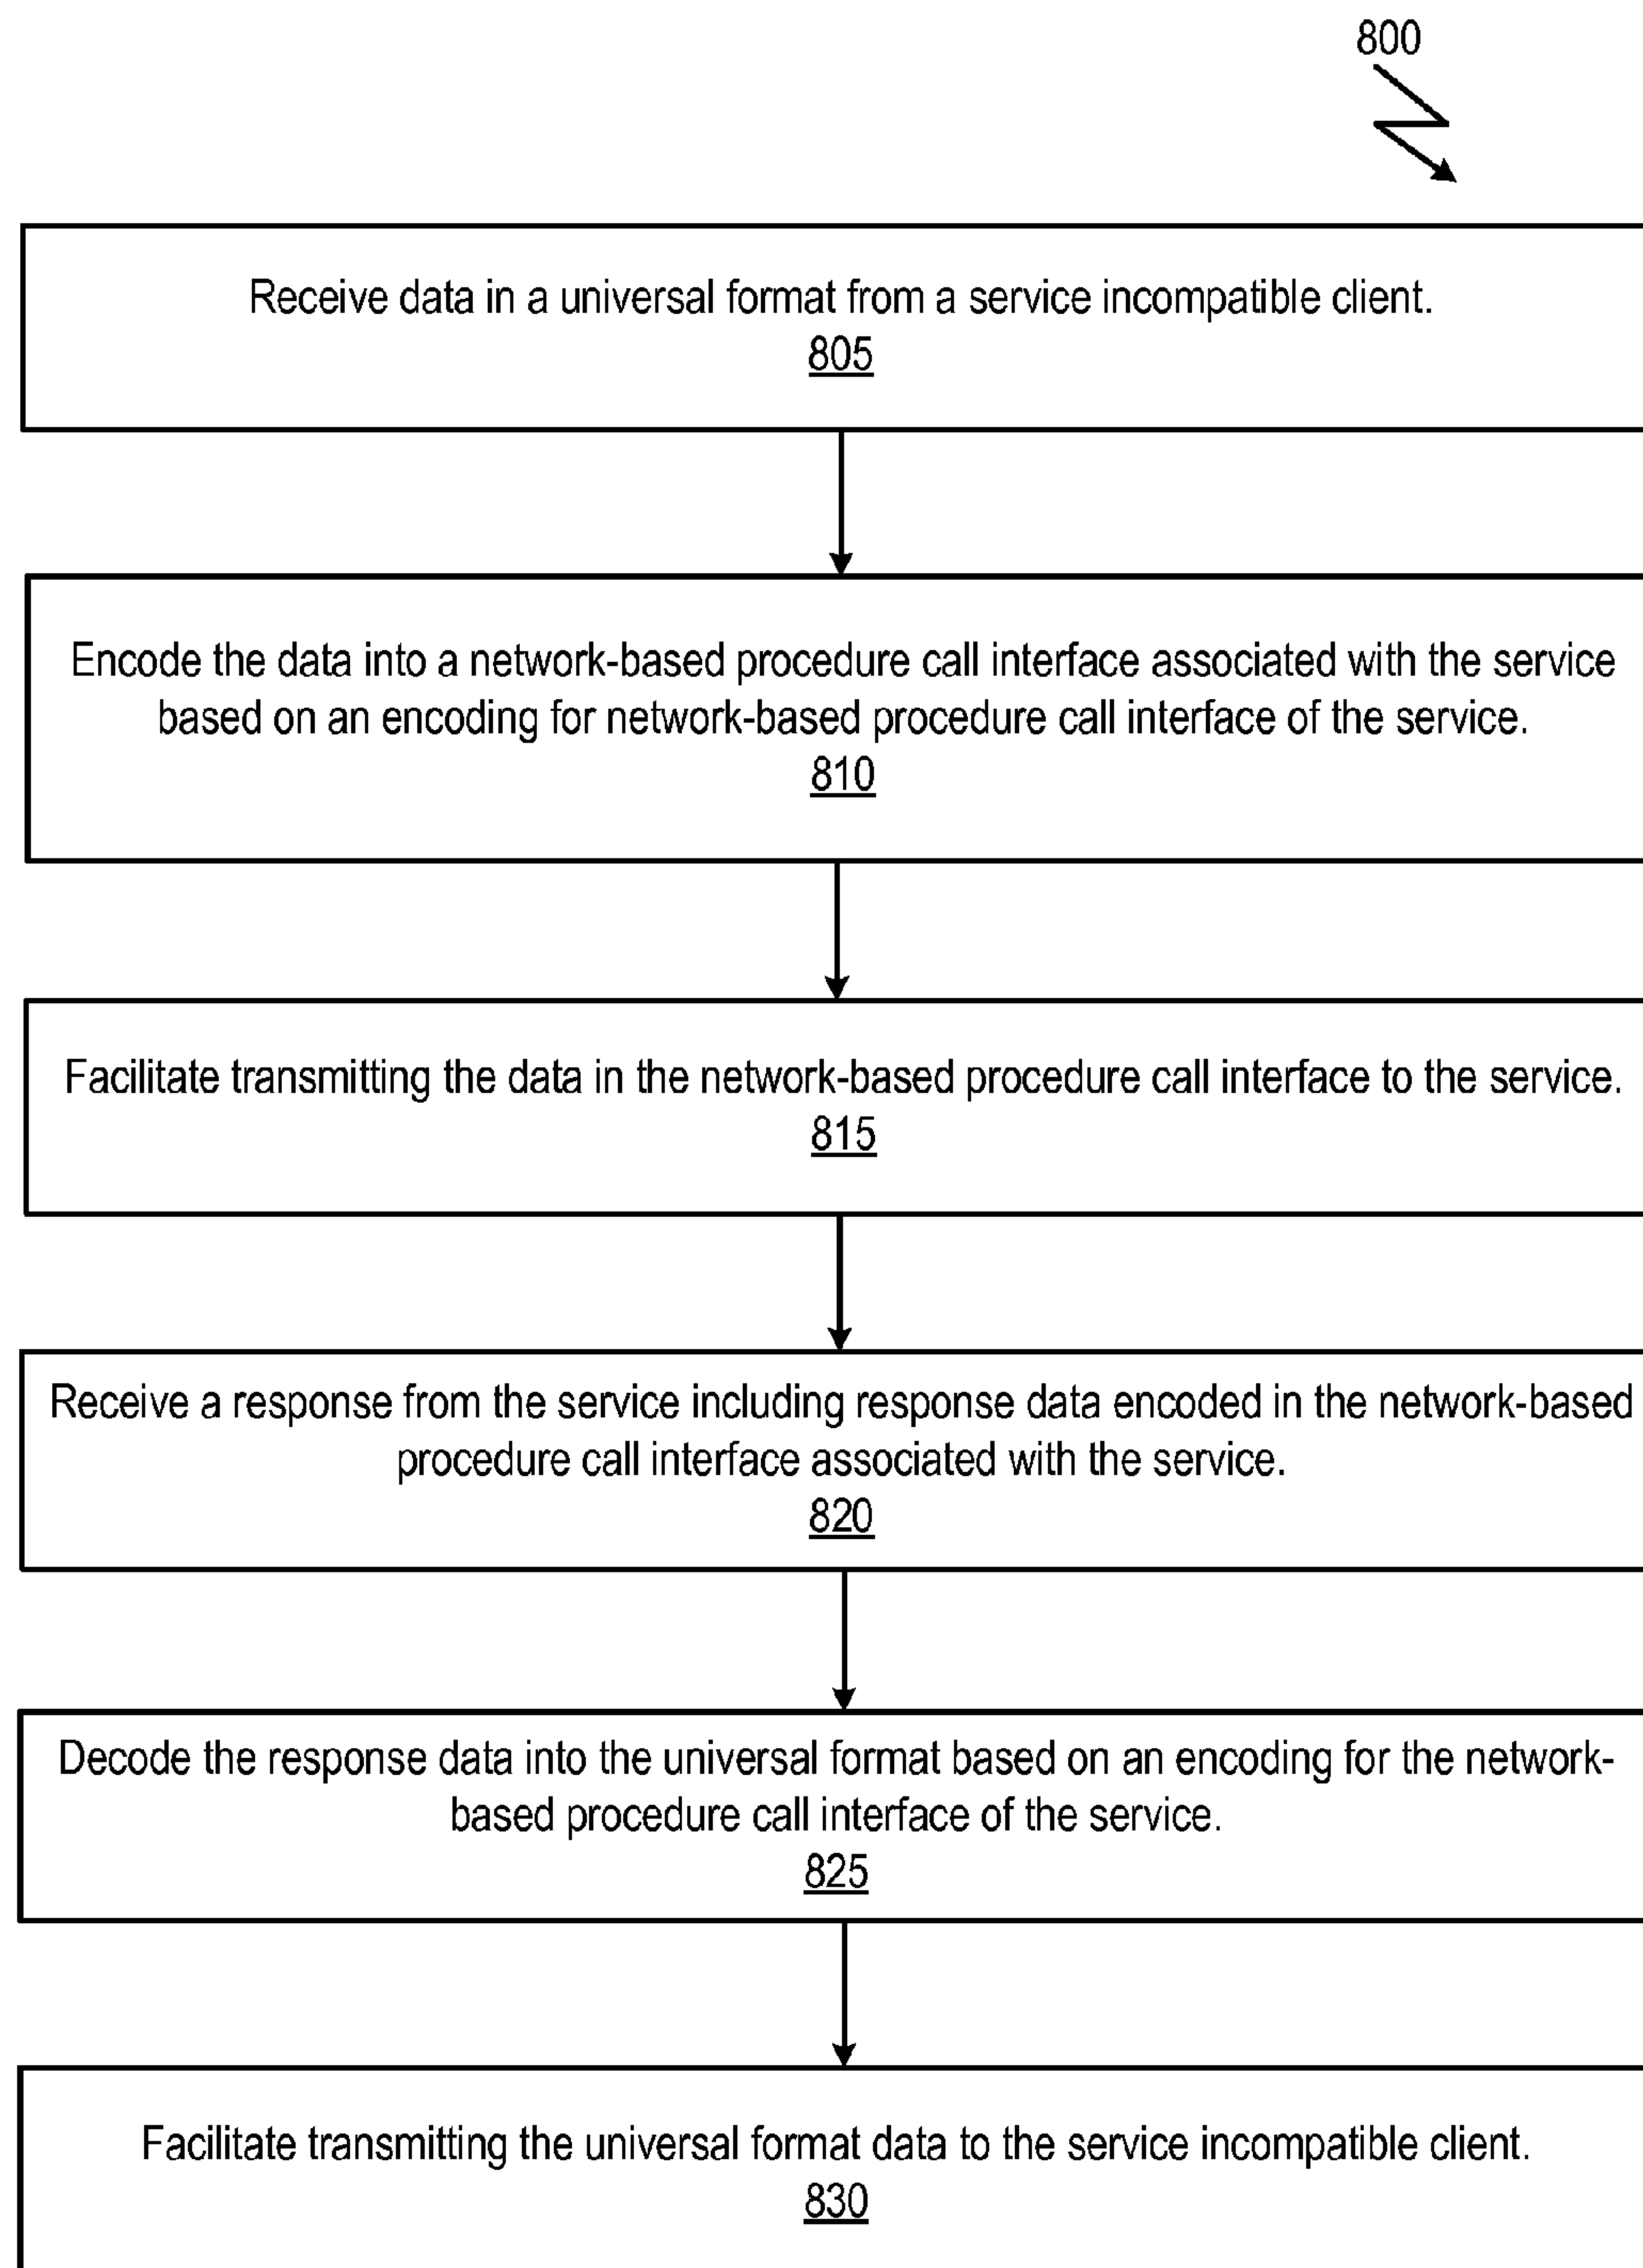 800
Receive data in a universal format from a service incompatible client.
805
Encode the data into a network-based procedure call interface associated with the service
based on an encoding for network-based procedure call interface of the service.
810
Facilitate transmitting the data in the network-based procedure call interface to the service.
815
Receive a response from the service including response data encoded in the network-based
procedure call interface associated with the service.
820
Decode the response data into the universal format based on an encoding for the network-
based procedure call interface of the service.
825
Facilitate transmitting the universal format data to the service incompatible client.
830